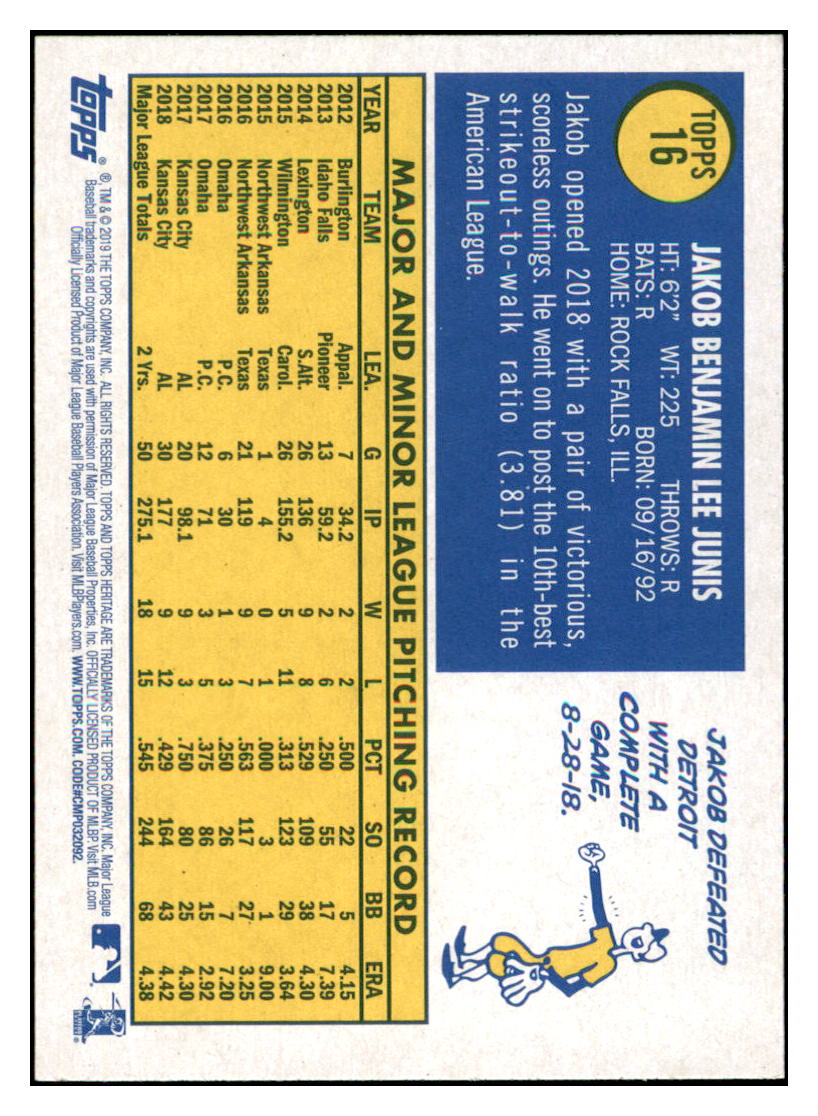 TOPPS
16
JAKOB BENJAMIN LEE JUNIS
HT: 6'2" WT: 225 THROWS: R
BATS: R BORN: 09/16/92
HOME: ROCK FALLS, ILL.
Jakob opened 2018 with a pair of victorious,
scoreless outings. He went on to post the 10th-best
strikeout-to-walk ratio (3.81) in the
American League.
JAKOB DEFEATED
DETROIT
WITH A
COMPLETE
GAME,
8-28-18.
MAJOR AND MINOR LEAGUE PITCHING RECORD
YEAR TEAM LEA. G IP W L PCT SO BB ERA
2012 Burlington Appal. 7 34.2 2 2 .500 22 5 4.15
2013 Idaho Falls Pioneer 13 59.2 2 6 .250 55 17 7.39
2014 Lexington S.Atl. 26 136 9 8 .529 109 38 4.30
2015 Wilmington Carol. 26 155.2 5 11 .313 123 29 3.64
2015 Northwest Arkansas Texas 1 4 0 1 .000 3 1 9.00
2016 Northwest Arkansas Texas 21 119 9 7 .563 117 27 3.25
2016 Omaha P.C. 6 30 1 3 .250 26 7 7.20
2017 Omaha P.C. 12 71 3 5 .375 86 15 2.92
2017 Kansas City AL 20 98.1 9 3 .750 80 25 4.30
2018 Kansas City AL 30 177 9 12 .429 164 43 4.42
Major League Totals 2 Yrs. 50 275.1 18 15 .545 244 68 4.38
topps®
®, TM & © 2019 THE TOPPS COMPANY, INC. ALL RIGHTS RESERVED. TOPPS AND TOPPS HERITAGE ARE TRADEMARKS OF THE TOPPS COMPANY, INC. Major League
Baseball trademarks and copyrights are used with permission of Major League Baseball Properties, Inc. OFFICIALLY LICENSED PRODUCT OF MLBP. Visit MLB.com
Officially Licensed Product of Major League Baseball Players Association. Visit MLBPlayers.com. WWW.TOPPS.COM. CODE#CMP032092.